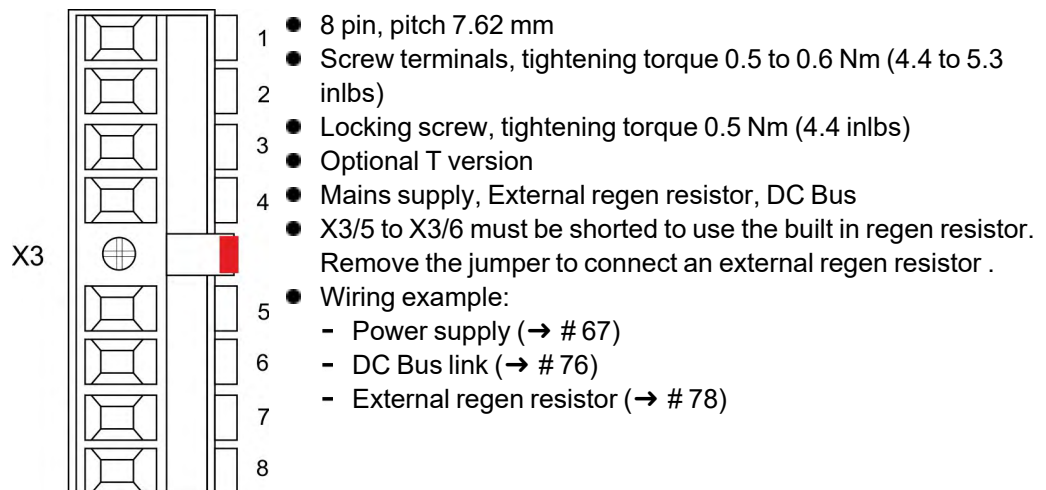 X3
1
2
3
4
5
6
7
8
● 8 pin, pitch 7.62 mm
● Screw terminals, tightening torque 0.5 to 0.6 Nm (4.4 to 5.3
inlbs)
● Locking screw, tightening torque 0.5 Nm (4.4 inlbs)
● Optional T version
● Mains supply, External regen resistor, DC Bus
● X3/5 to X3/6 must be shorted to use the built in regen resistor.
Remove the jumper to connect an external regen resistor .
● Wiring example:
- Power supply (➜ # 67)
- DC Bus link (➜ # 76)
- External regen resistor (➜ # 78)